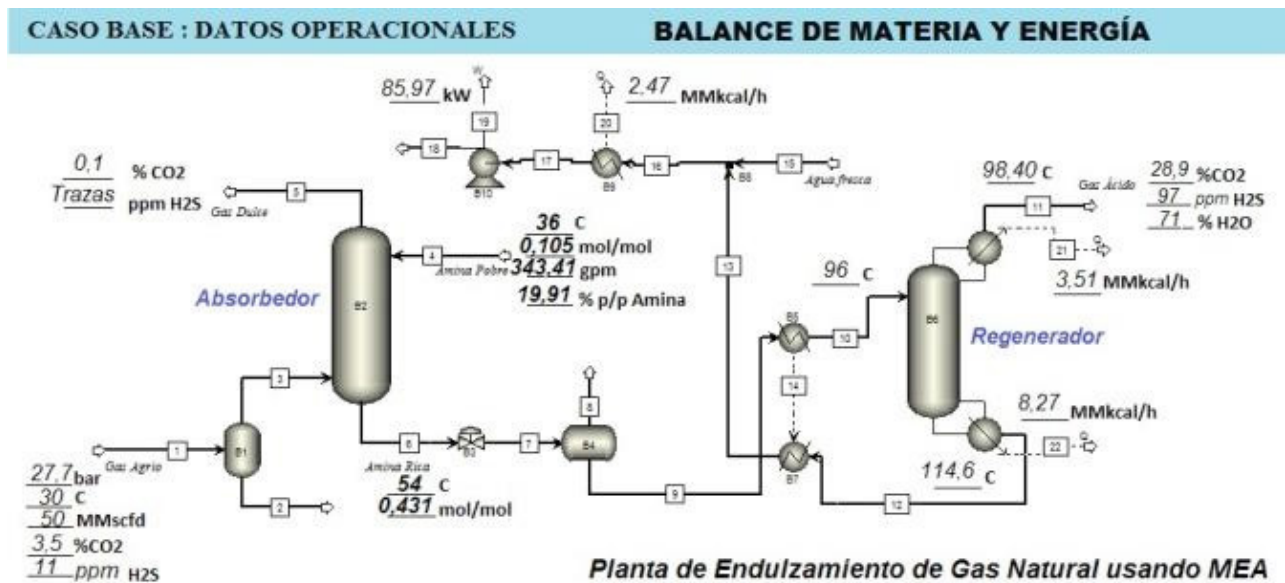 CASO BASE : DATOS OPERACIONALES
BALANCE DE MATERIA Y ENERGÍA
85,97 kW
W
19
Q
20
2,47 MMkcal/h
18
B10
17
B9
16
B8
15
Agua fresca
0,1 % CO2
Trazas ppm H2S
5
Gas Dulce
98,40 C
Gas Ácido
11
28,9 %CO2
97 ppm H2S
71 % H2O
21
Q
3,51 MMkcal/h
36 C
0,105 mol/mol
4
Amina Pobre
343,41 gpm
19,91 % p/p Amina
Absorbedor
B2
13
96 C
B5
10
B6
Regenerador
14
B7
3
8
8,27 MMkcal/h
22
Q
114,6 C
12
Gas Agrio
1
B1
2
27,7 bar
30 C
50 MMscfd
3,5 %CO2
11 ppm H2S
6
B3
7
B4
9
Amina Rica
54 C
0,431 mol/mol
Planta de Endulzamiento de Gas Natural usando MEA